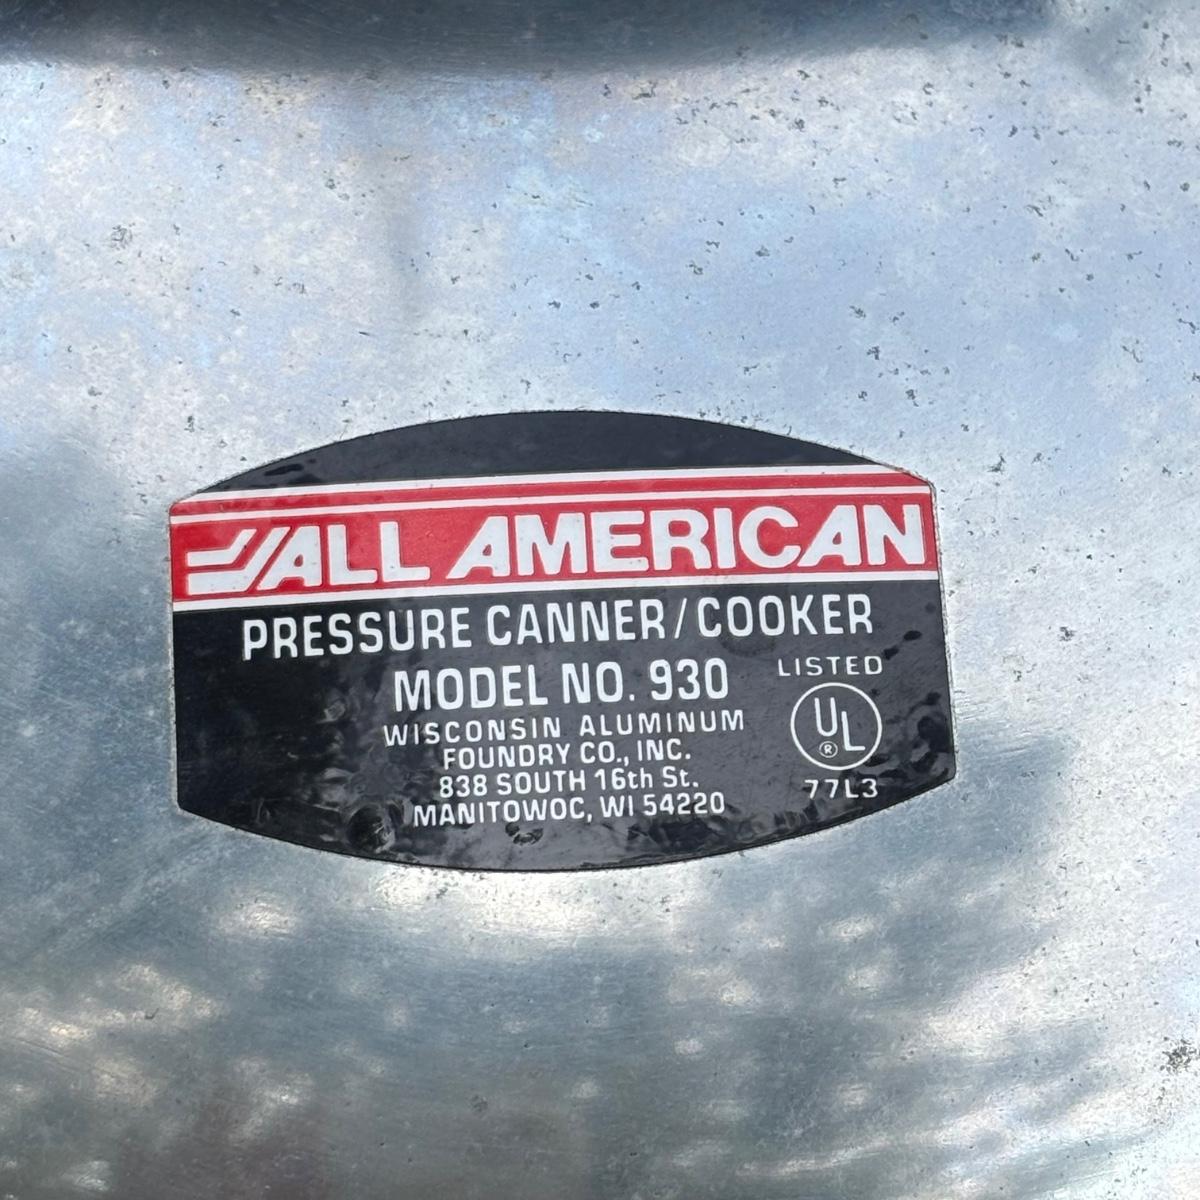 ALL AMERICAN
PRESSURE CANNER/COOKER
MODEL NO. 930
WISCONSIN ALUMINUM
FOUNDRY CO., INC.
838 SOUTH 16th St.
MANITOWOC, WI 54220
LISTED
UL
®
77L3